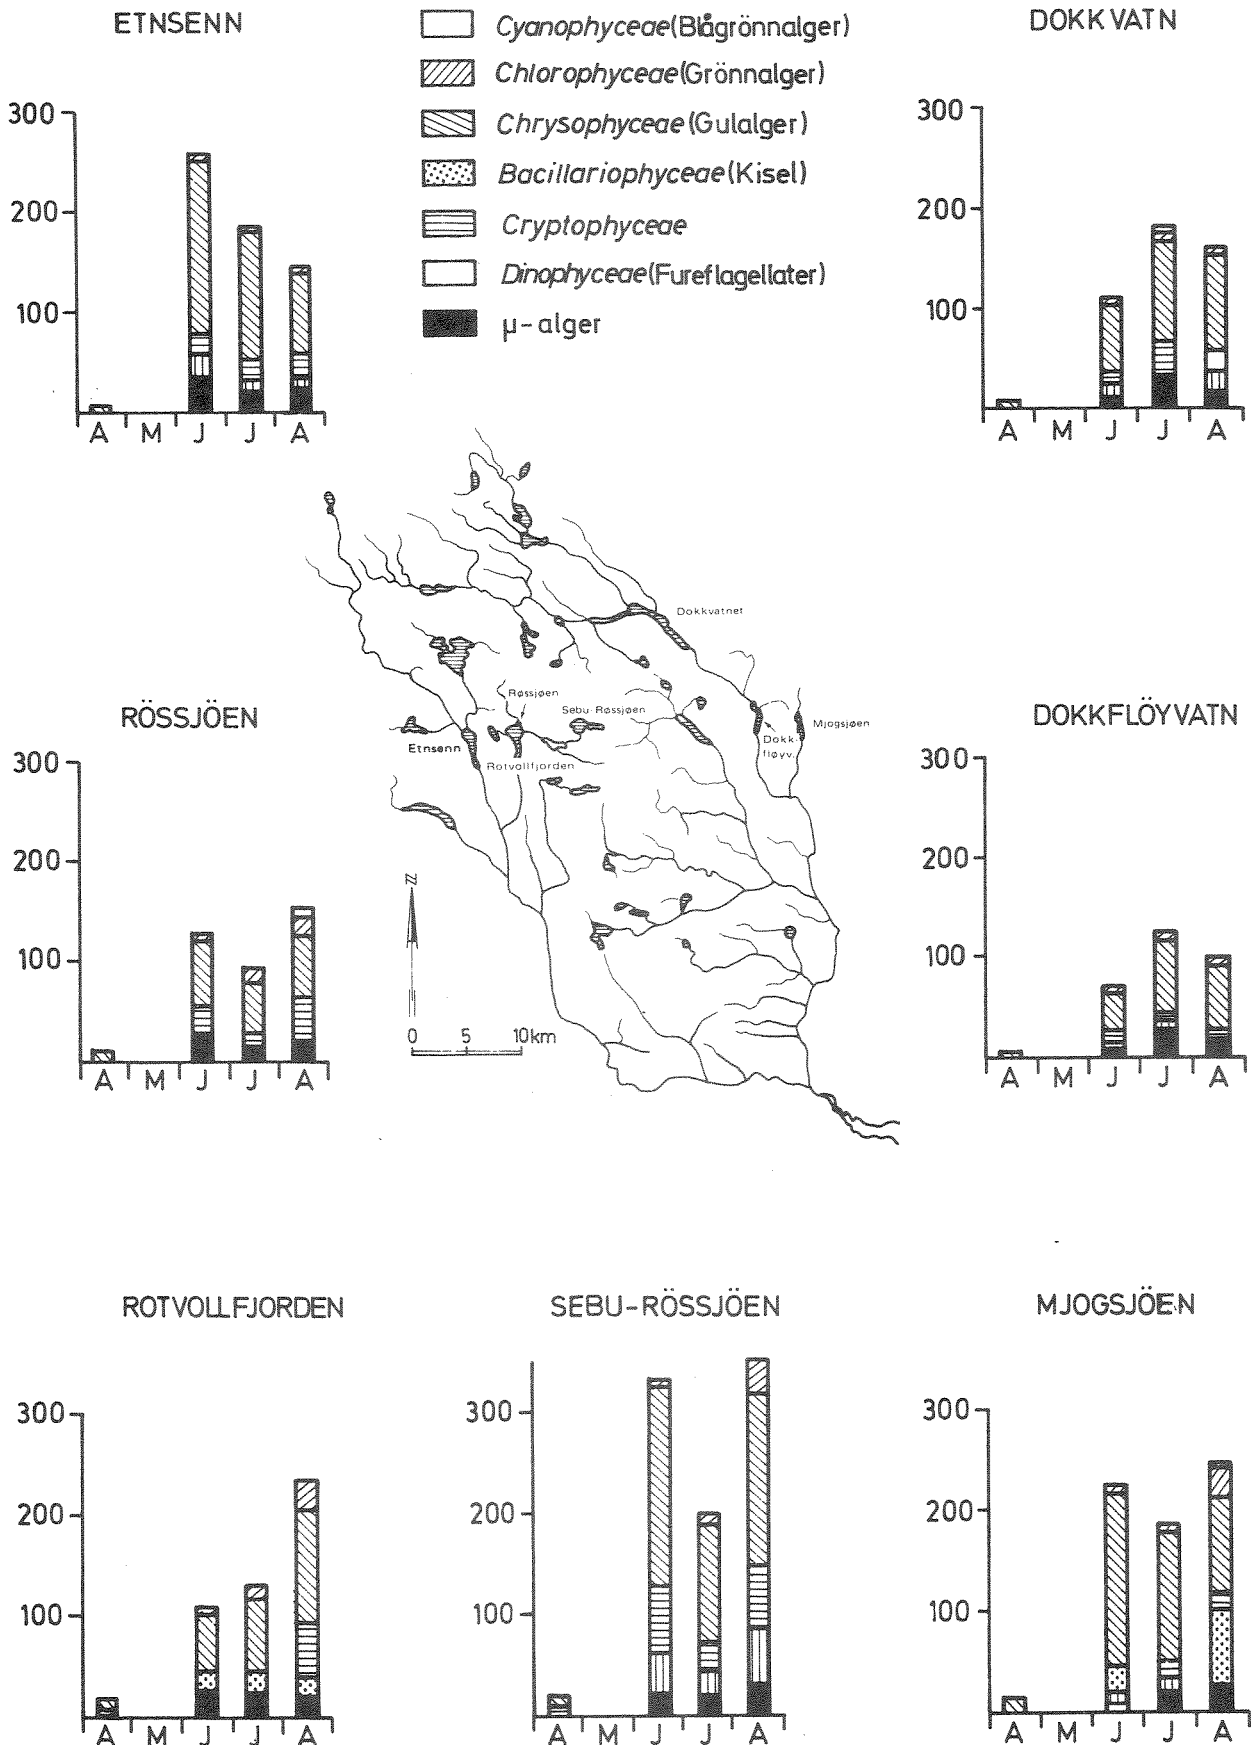 ETNSENN
Cyanophyceae (Blågrönnalger)
Chlorophyceae (Grönnalger)
Chrysophyceae (Gulalger)
Bacillariophyceae (Kisel)
Cryptophyceae
Dinophyceae (Fureflagellater)
μ-alger
DOKKVATN
300
200
100
A M J J A
300
200
100
A M J J A
Dokkvatnet
Røssjøen
Sebu-Røssjøen
Etnsenn
Rotvollfjorden
Dokk-
fløyv.
Mjogsjøen
N
0 5 10km
RÖSSJÖEN
300
200
100
A M J J A
DOKKFLÖYVATN
300
200
100
A M J J A
ROTVOLLFJORDEN
300
200
100
A M J J A
SEBU-RÖSSJÖEN
300
200
100
A M J J A
MJOGSJÖEN
300
200
100
A M J J A